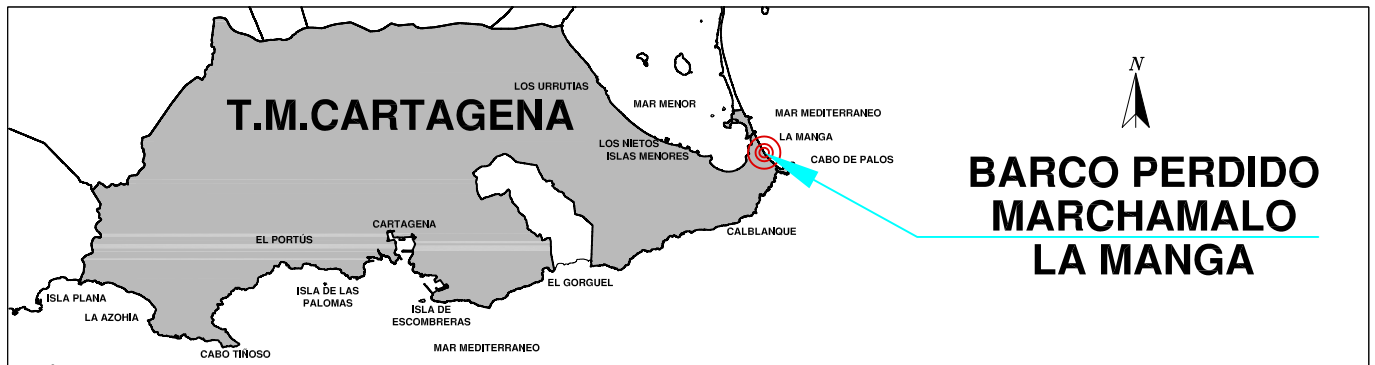 N
LOS URRUTIAS
MAR MENOR
T.M.CARTAGENA
MAR MEDITERRANEO
LA MANGA
LOS NIETOS
ISLAS MENORES
CABO DE PALOS
BARCO PERDIDO
MARCHAMALO
LA MANGA
CARTAGENA
CALBLANQUE
EL PORTÚS
EL GORGUEL
ISLA PLANA
ISLA DE LAS
PALOMAS
LA AZOHÍA
ISLA DE
ESCOMBRERAS
CABO TIÑOSO
MAR MEDITERRANEO